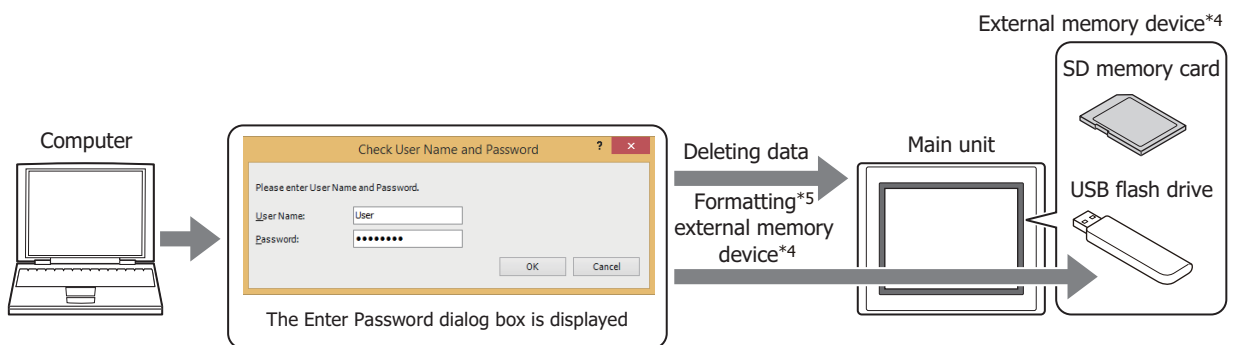 External memory device*4
SD memory card
USB flash drive
Computer
Check User Name and Password
? ×
Please enter User Name and Password.
User Name: User
Password: ●●●●●●●●
OK Cancel
The Enter Password dialog box is displayed
Deleting data
Formatting*5
external memory
device*4
Main unit